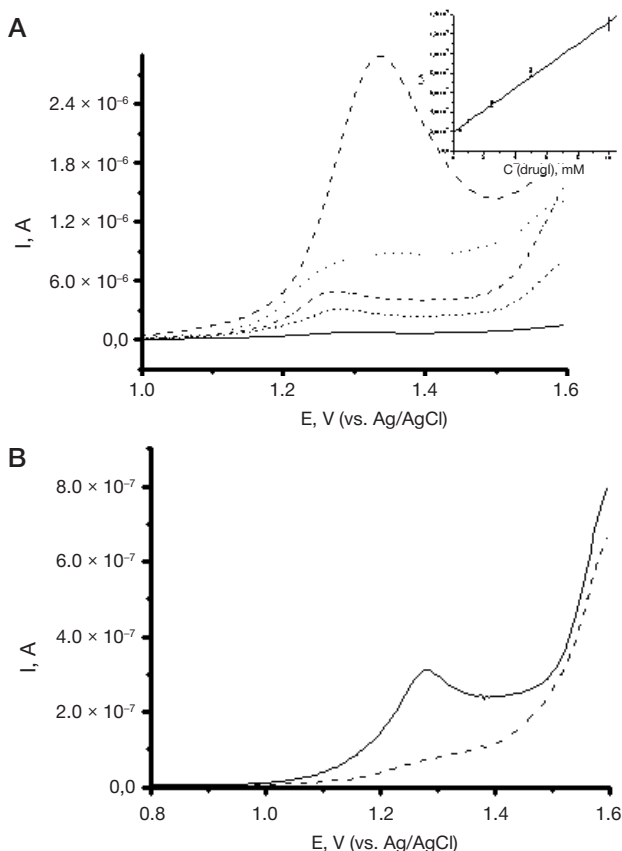 A
2.4 × 10⁻⁶
1.8 × 10⁻⁶
1.2 × 10⁻⁶
6.0 × 10⁻⁶
0,0
I, A
1.0
1.2
1.4
1.6
E, V (vs. Ag/AgCl)
C (drugI), mM
B
8.0 × 10⁻⁷
6.0 × 10⁻⁷
4.0 × 10⁻⁷
2.0 × 10⁻⁷
0,0
I, A
0.8
1.0
1.2
1.4
1.6
E, V (vs. Ag/AgCl)